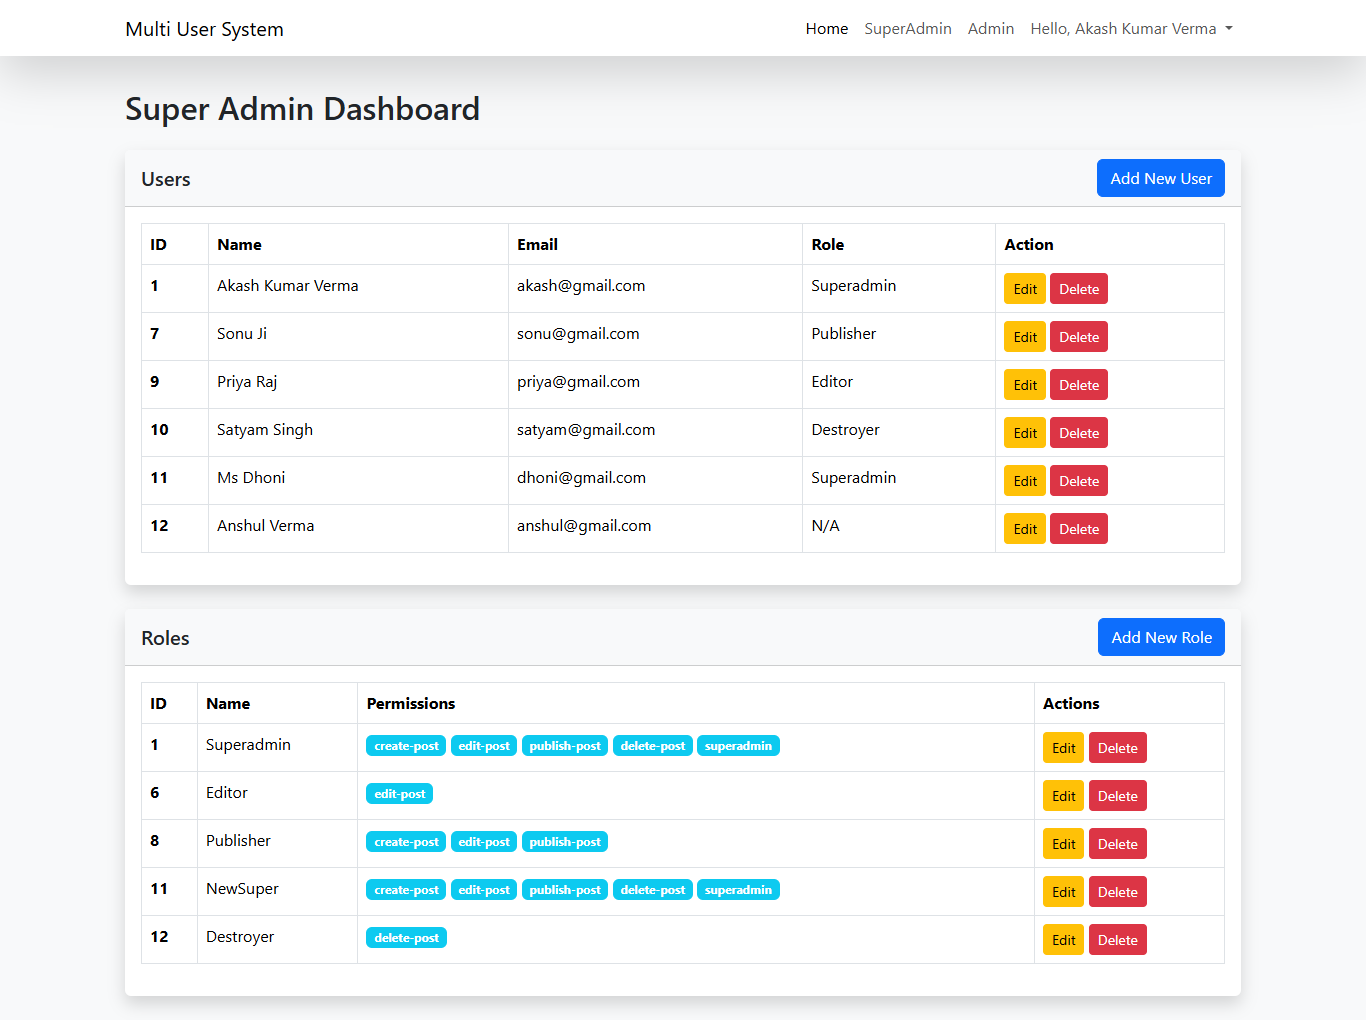 Multi User System Home SuperAdmin Admin Hello, Akash Kumar Verma
Super Admin Dashboard
Users Add New User
ID Name Email Role Action
1 Akash Kumar Verma akash@gmail.com Superadmin Edit Delete
7 Sonu Ji sonu@gmail.com Publisher Edit Delete
9 Priya Raj priya@gmail.com Editor Edit Delete
10 Satyam Singh satyam@gmail.com Destroyer Edit Delete
11 Ms Dhoni dhoni@gmail.com Superadmin Edit Delete
12 Anshul Verma anshul@gmail.com N/A Edit Delete
Roles Add New Role
ID Name Permissions Actions
1 Superadmin create-post edit-post publish-post delete-post superadmin Edit Delete
6 Editor edit-post Edit Delete
8 Publisher create-post edit-post publish-post Edit Delete
11 NewSuper create-post edit-post publish-post delete-post superadmin Edit Delete
12 Destroyer delete-post Edit Delete